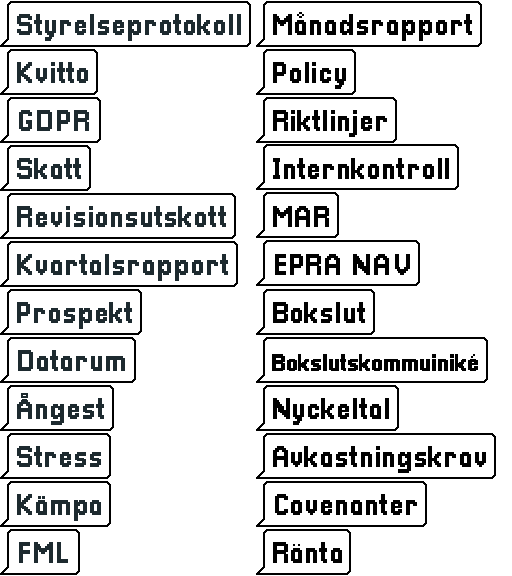 Styrelseprotokoll
Kvitto
GDPR
Skatt
Revisionsutskott
Kvartalsrapport
Prospekt
Datarum
Ångest
Stress
Kämpa
FML
Månadsrapport
Policy
Riktlinjer
Internkontroll
MAR
EPRA NAV
Bokslut
Bokslutskommuiniké
Nyckeltal
Avkastningskrav
Covenanter
Ränta